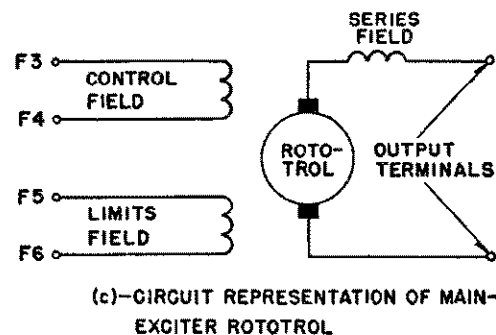 SERIES
FIELD
F3
CONTROL
FIELD
F4
ROTO-
TROL
OUTPUT
TERMINALS
F5
LIMITS
FIELD
F6
(c)-CIRCUIT REPRESENTATION OF MAIN-
EXCITER ROTOTROL